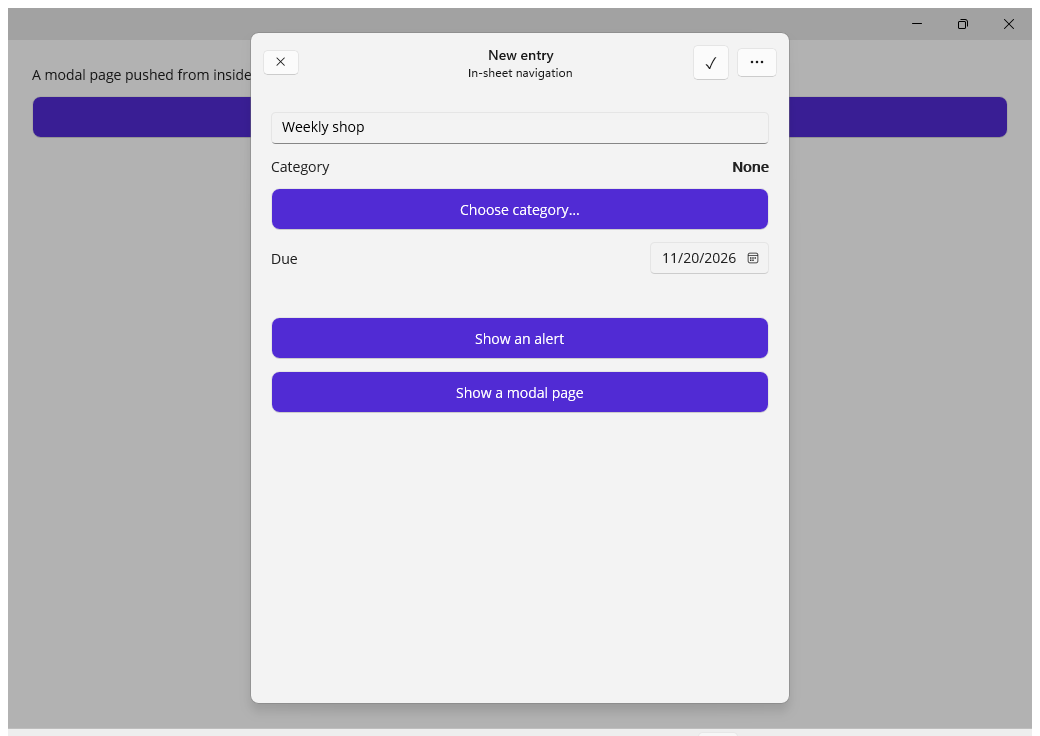 New entry
In-sheet navigation
A modal page pushed from inside
Weekly shop
Category
None
Choose category...
Due
11/20/2026
Show an alert
Show a modal page